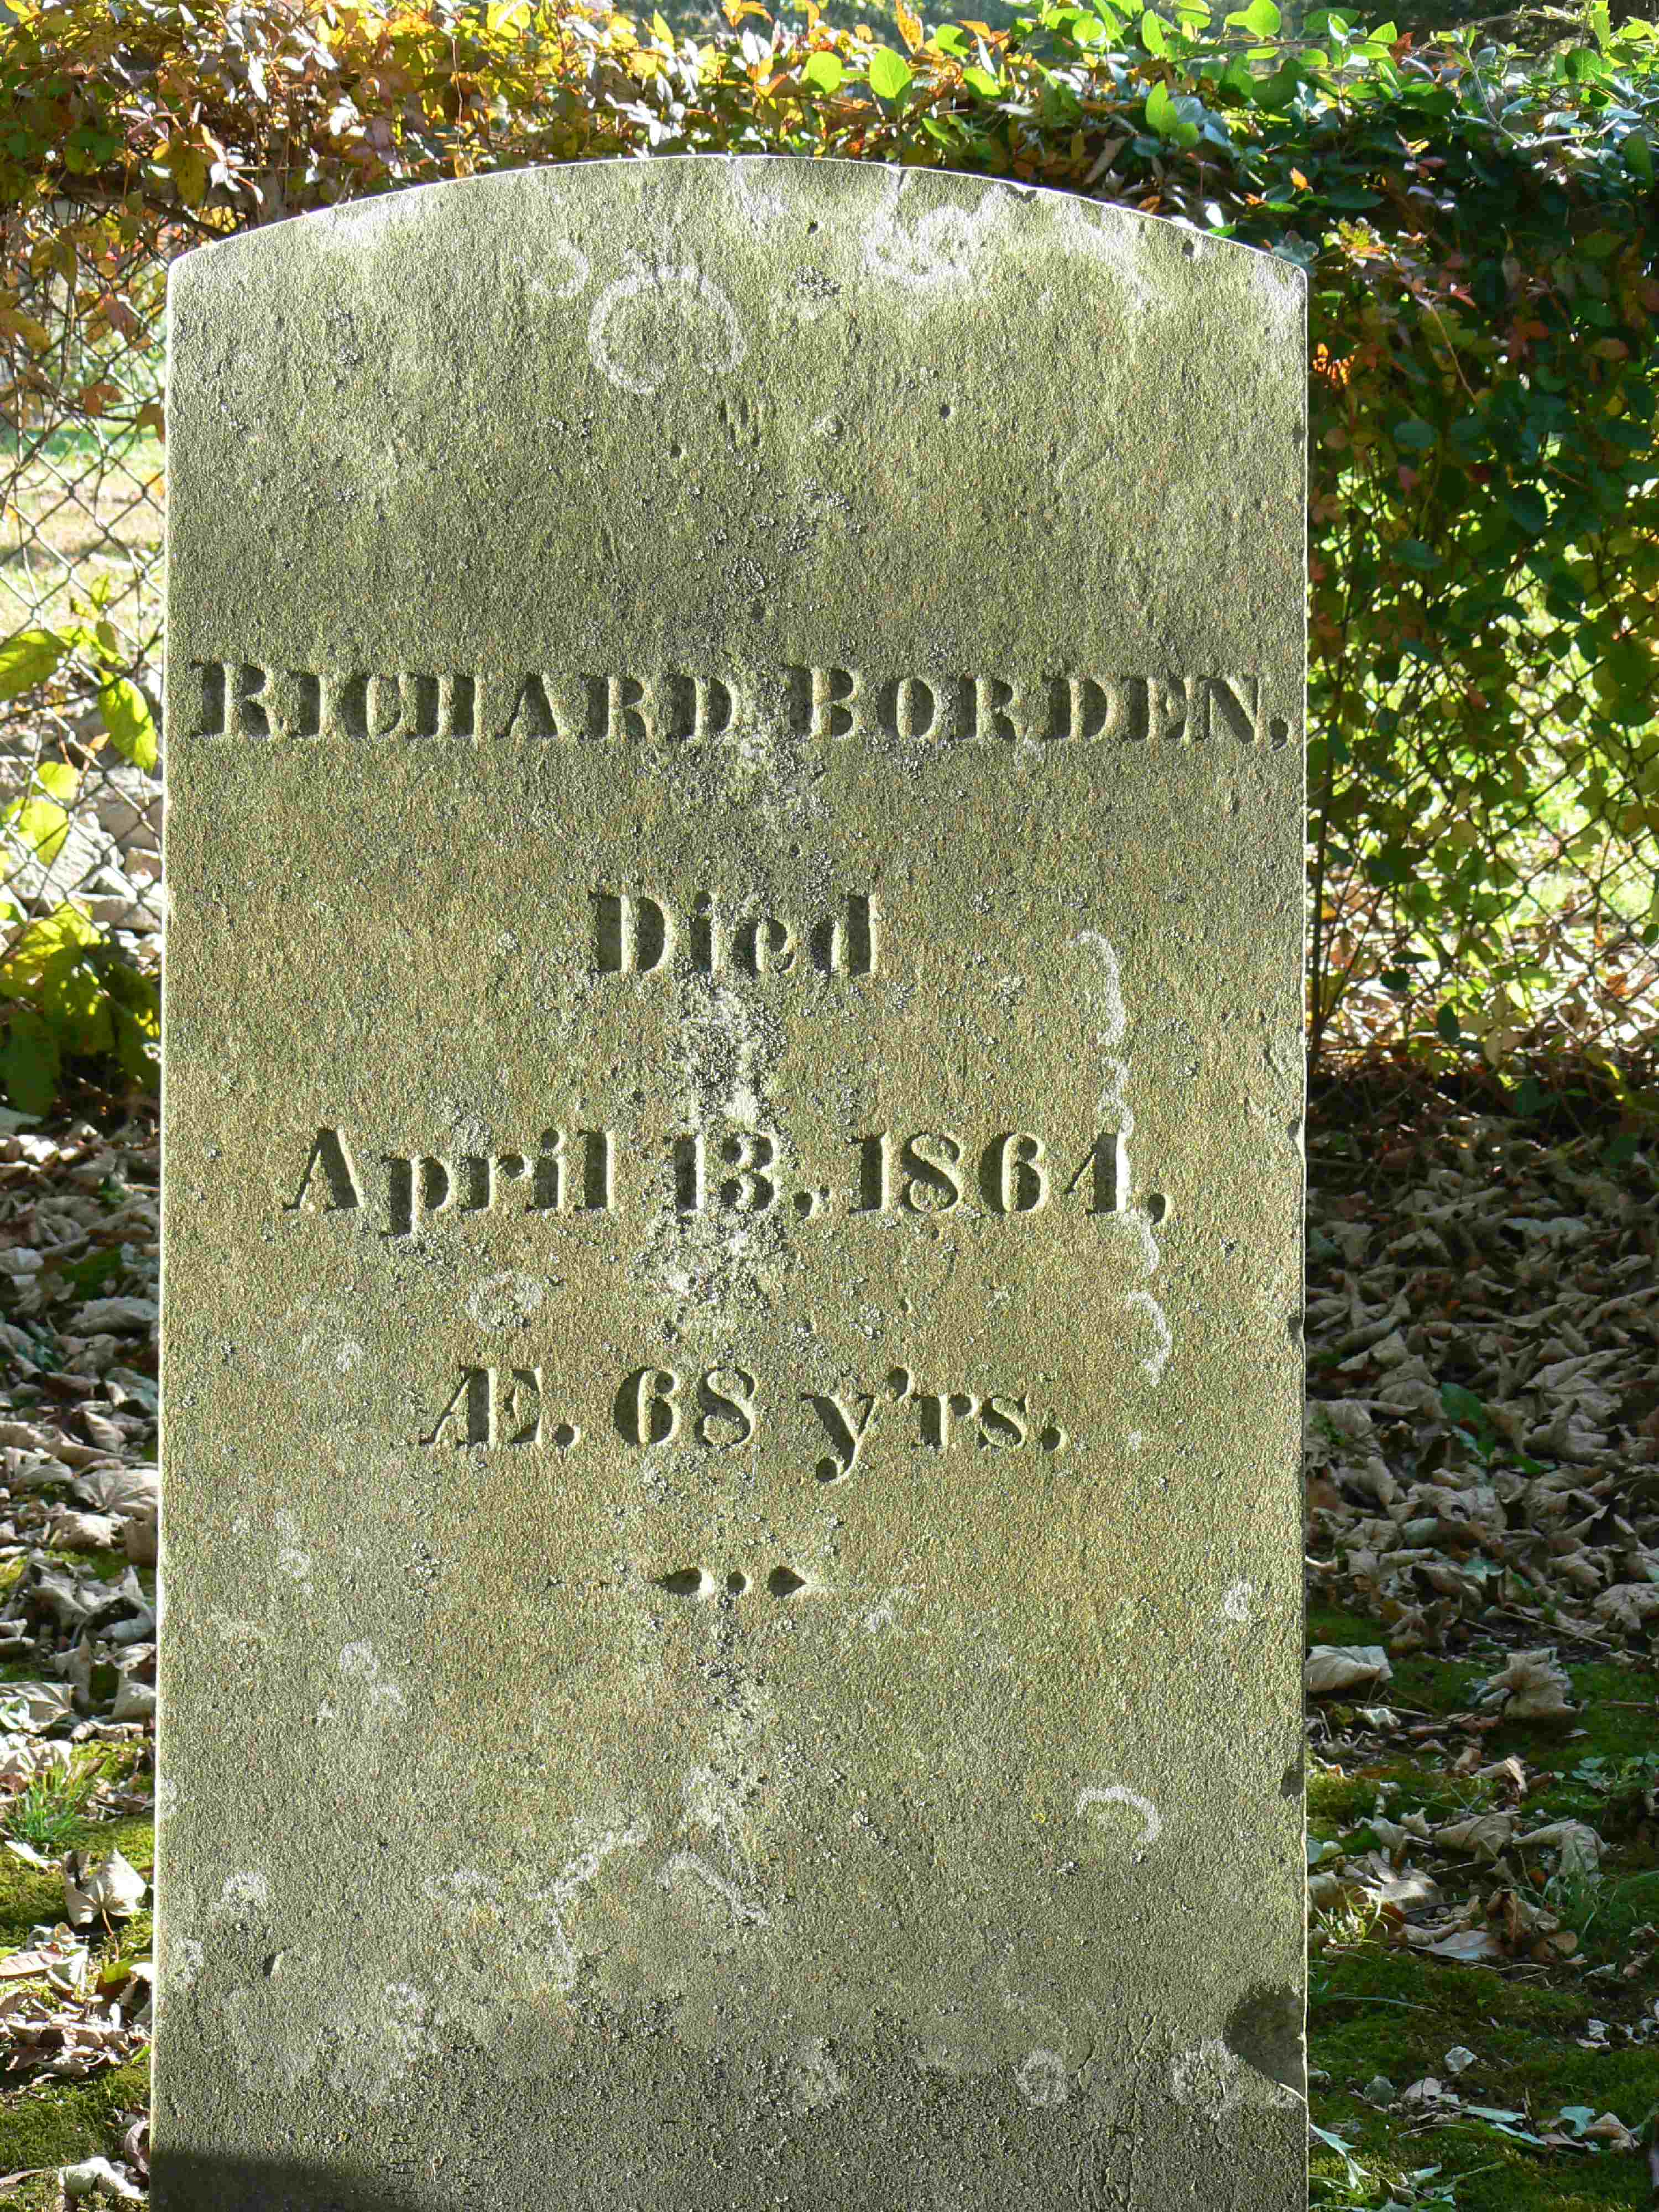 RICHARD BORDEN,
Died
April 13, 1864,
Æ. 68 y'rs.